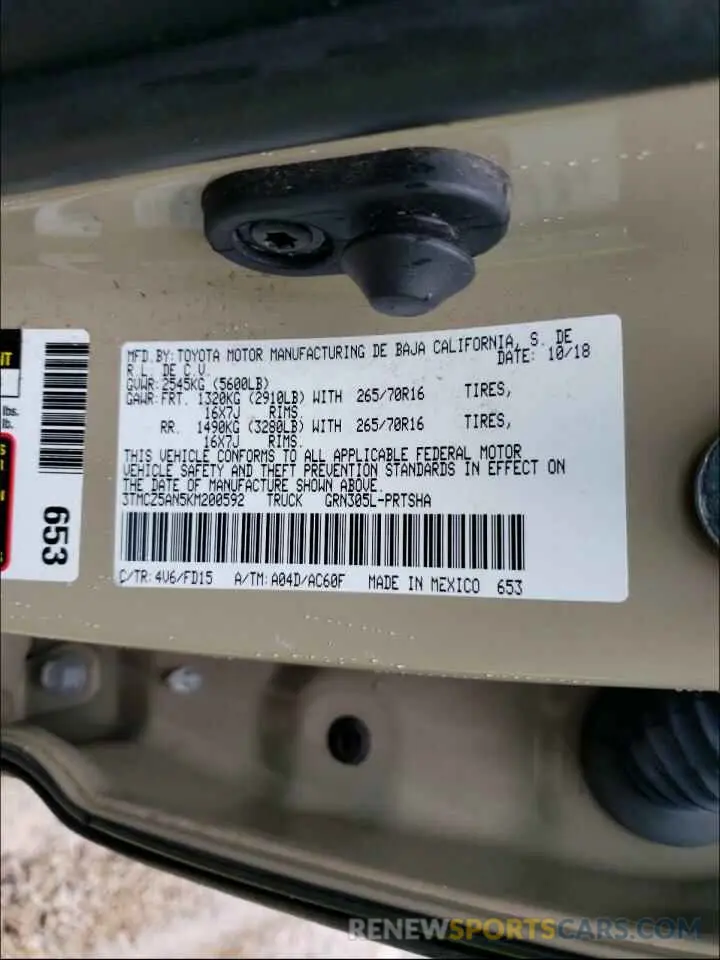 MFD.BY:TOYOTA MOTOR MANUFACTURING DE BAJA CALIFORNIA, S. DE
R.L. DE C.V. DATE: 10/18
GVWR:2545KG (5600LB)
GAWR:FRT. 1320KG (2910LB) WITH 265/70R16 TIRES,
16X7J RIMS.
RR. 1490KG (3280LB) WITH 265/70R16 TIRES,
16X7J RIMS.
THIS VEHICLE CONFORMS TO ALL APPLICABLE FEDERAL MOTOR
VEHICLE SAFETY AND THEFT PREVENTION STANDARDS IN EFFECT ON
THE DATE OF MANUFACTURE SHOWN ABOVE.
3TMCZ5AN5KM200592 TRUCK GRN305L-PRTSHA
C/TR:4V6/FD15 A/TM:A04D/AC60F MADE IN MEXICO 653
lbs.
lb.
653
RENEWSPORTSCARS.COM